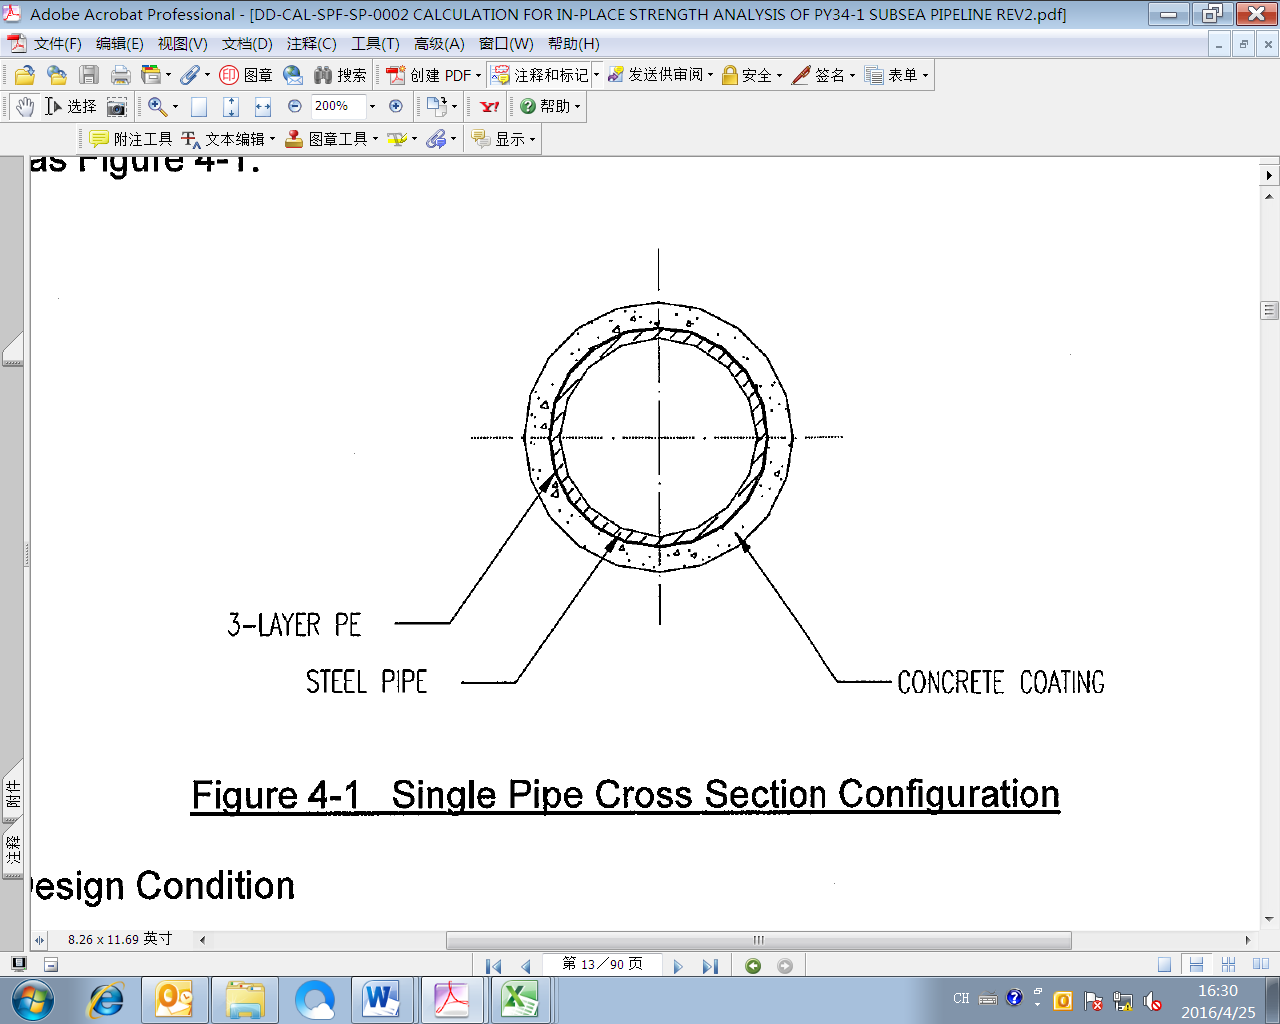 Adobe Acrobat Professional - [DD-CAL-SPF-SP-0002 CALCULATION FOR IN-PLACE STRENGTH ANALYSIS OF PY34-1 SUBSEA PIPELINE REV2.pdf]
文件(F) 编辑(E) 视图(V) 文档(D) 注释(C) 工具(T) 高级(A) 窗口(W) 帮助(H)
图章 搜索 创建 PDF 注释和标记 发送供审阅 安全 签名 表单
选择 200% Y! 帮助
附注工具 文本编辑 图章工具 显示
as Figure 4-1.
3-LAYER PE
STEEL PIPE
CONCRETE COATING
Figure 4-1 Single Pipe Cross Section Configuration
Design Condition
附件
注释
8.26 x 11.69 英寸
第 13／90 页
CH 16:30
2016/4/25